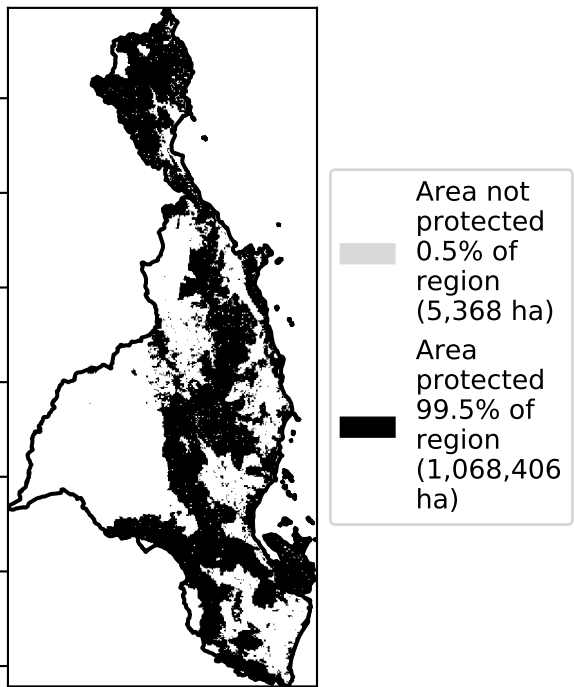 Area not
protected
0.5% of
region
(5,368 ha)
Area
protected
99.5% of
region
(1,068,406
ha)